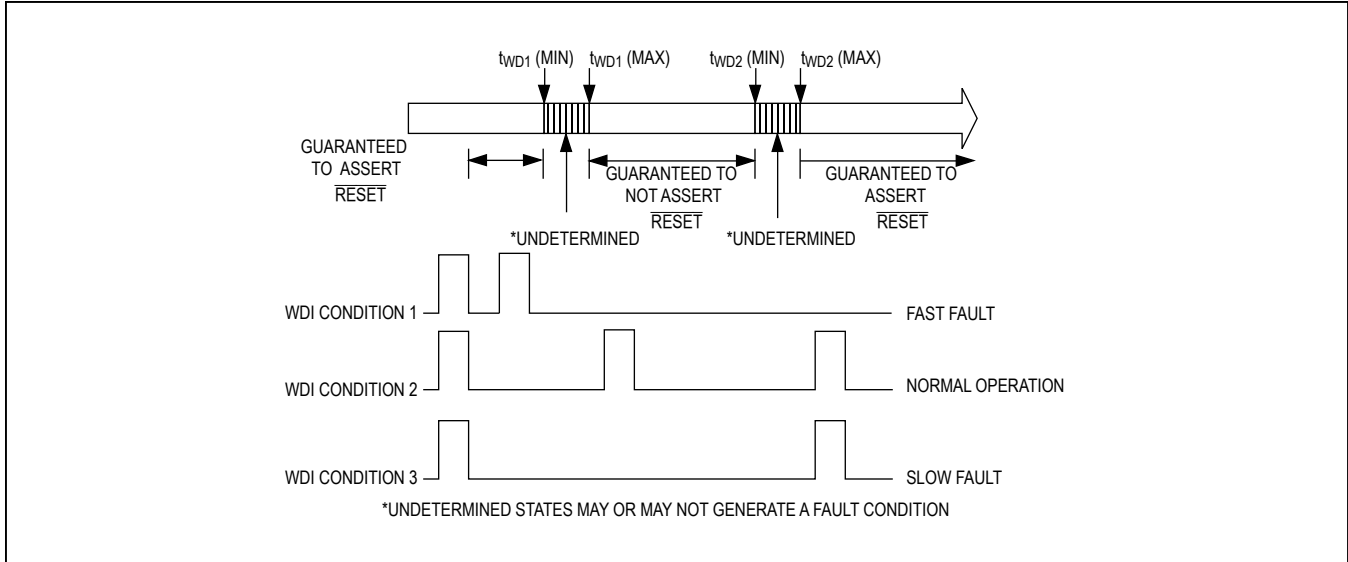 tWD1 (MIN) tWD1 (MAX) tWD2 (MIN) tWD2 (MAX)
GUARANTEED
TO ASSERT
RESET
GUARANTEED TO
NOT ASSERT
RESET
GUARANTEED TO
ASSERT
RESET
*UNDETERMINED
*UNDETERMINED
WDI CONDITION 1 FAST FAULT
WDI CONDITION 2 NORMAL OPERATION
WDI CONDITION 3 SLOW FAULT
*UNDETERMINED STATES MAY OR MAY NOT GENERATE A FAULT CONDITION